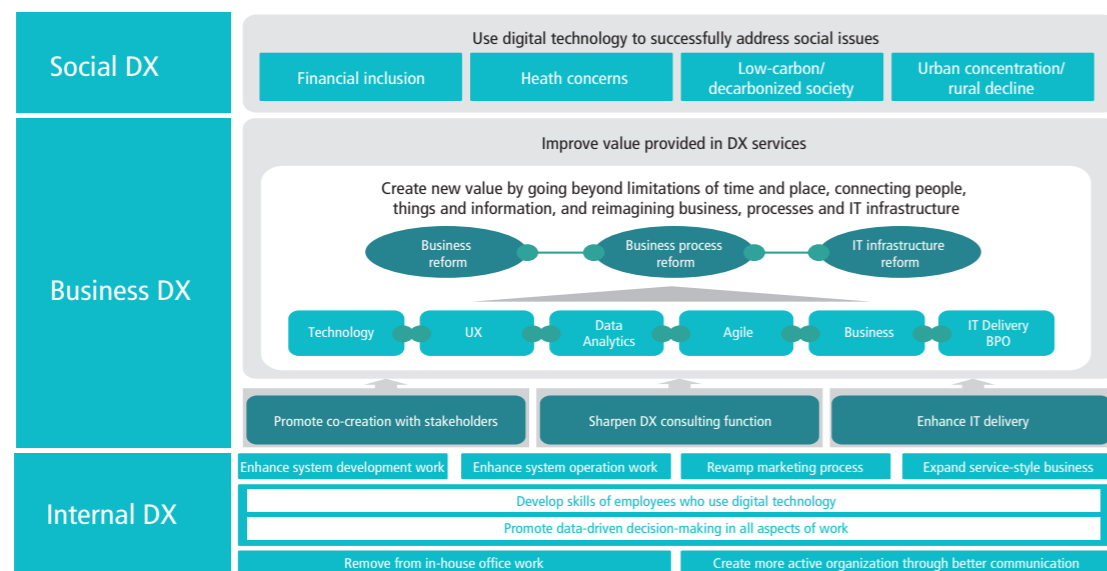 Social DX
Use digital technology to successfully address social issues
Financial inclusion
Heath concerns
Low-carbon/
decarbonized society
Urban concentration/
rural decline
Business DX
Improve value provided in DX services
Create new value by going beyond limitations of time and place, connecting people,
things and information, and reimagining business, processes and IT infrastructure
Business
reform
Business process
reform
IT infrastructure
reform
Technology
UX
Data
Analytics
Agile
Business
IT Delivery
BPO
Promote co-creation with stakeholders
Sharpen DX consulting function
Enhance IT delivery
Internal DX
Enhance system development work
Enhance system operation work
Revamp marketing process
Expand service-style business
Develop skills of employees who use digital technology
Promote data-driven decision-making in all aspects of work
Remove from in-house office work
Create more active organization through better communication